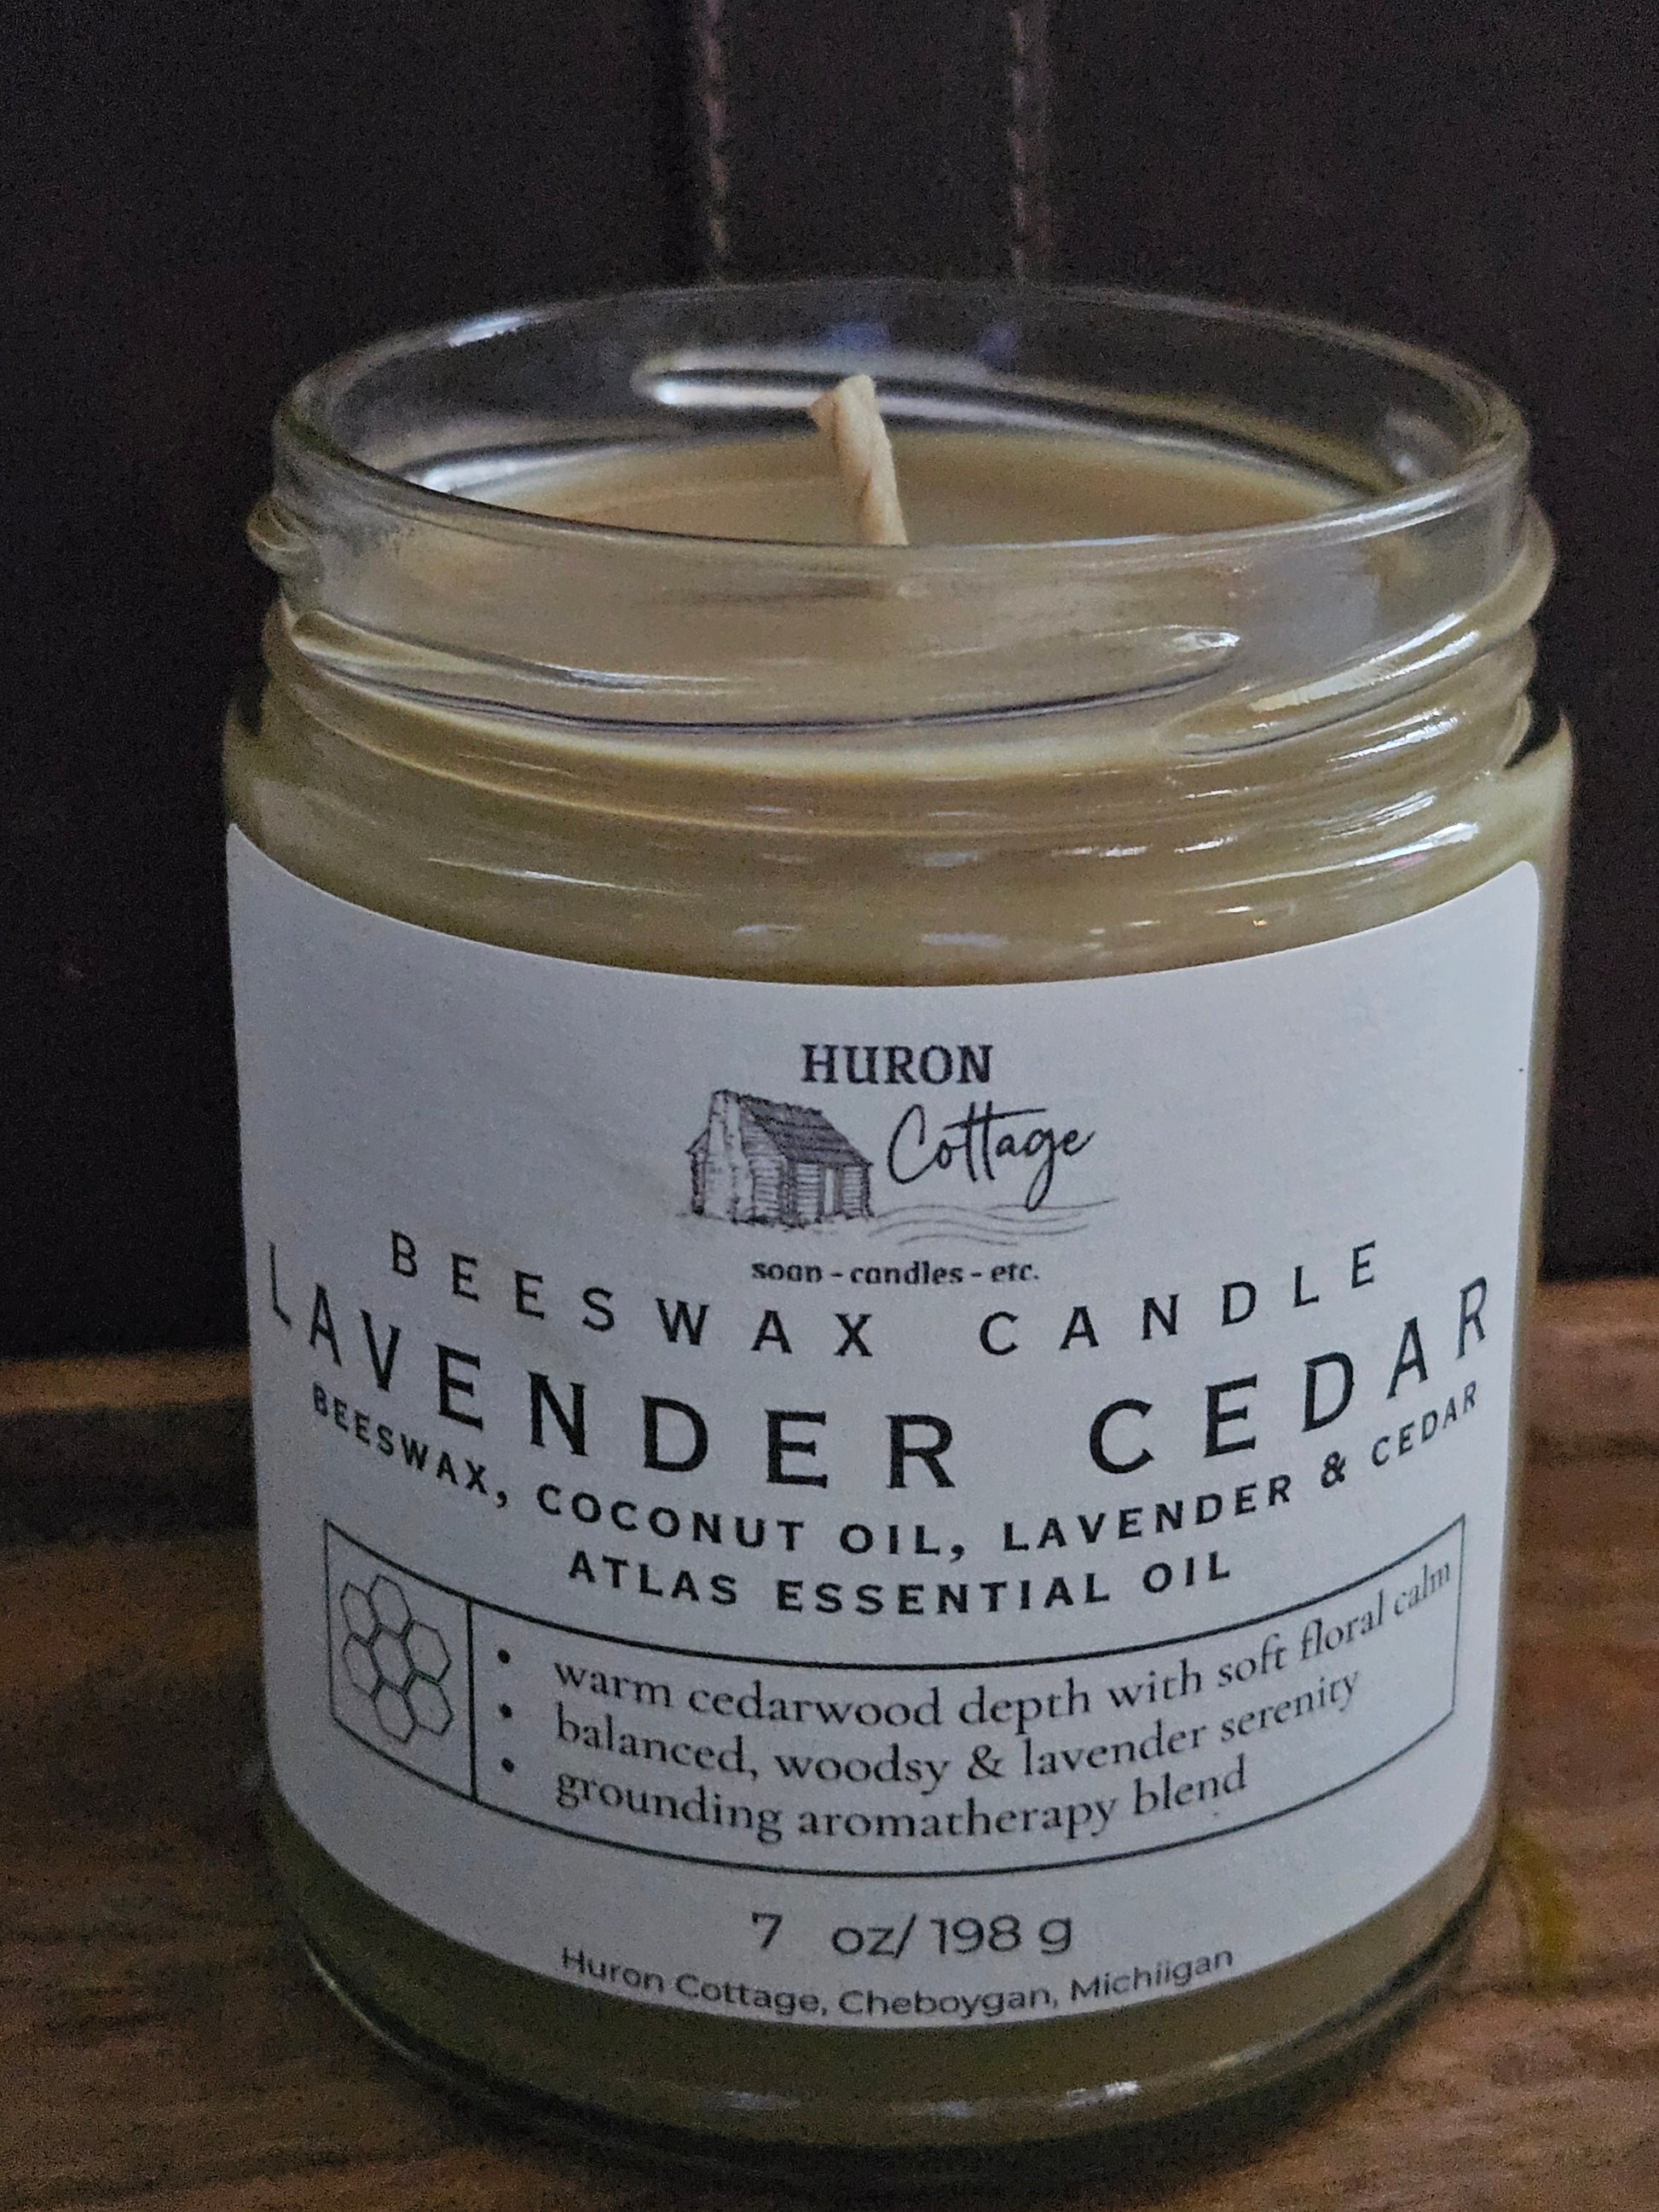 HURON
Cottage
soap - candles - etc.
BEESWAX CANDLE
LAVENDER CEDAR
BEESWAX, COCONUT OIL, LAVENDER & CEDAR
ATLAS ESSENTIAL OIL
• warm cedarwood depth with soft floral calm
• balanced, woodsy & lavender serenity
• grounding aromatherapy blend
7 oz/ 198 g
Huron Cottage, Cheboygan, Michiigan